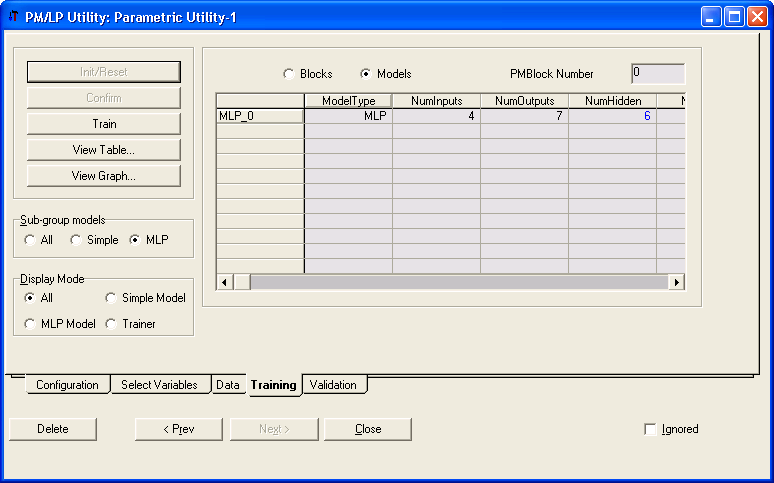 PM/LP Utility: Parametric Utility-1
Init/Reset
Confirm
Train
View Table...
View Graph...
Sub-group models
All Simple MLP
Display Mode
All Simple Model
MLP Model Trainer
Blocks Models PMBlock Number 0
ModelType NumInputs NumOutputs NumHidden
MLP_0 MLP 4 7 6
Configuration Select Variables Data Training Validation
Delete < Prev Next > Close Ignored